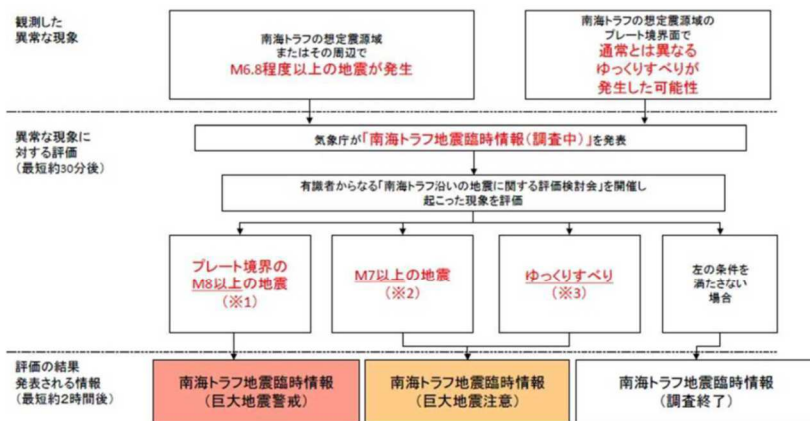 観測した
異常な現象
南海トラフの想定震源域
またはその周辺で
M6.8程度以上の地震が発生
南海トラフの想定震源域の
プレート境界面で
通常とは異なる
ゆっくりすべりが
発生した可能性
異常な現象に
対する評価
（最短約30分後）
気象庁が「南海トラフ地震臨時情報（調査中）」を発表
有識者からなる「南海トラフ沿いの地震に関する評価検討会」を開催し
起こった現象を評価
プレート境界の
M8以上の地震
（※1）
M7以上の地震
（※2）
ゆっくりすべり
（※3）
左の条件を
満たさない
場合
評価の結果
発表される情報
（最短約2時間後）
南海トラフ地震臨時情報
（巨大地震警戒）
南海トラフ地震臨時情報
（巨大地震注意）
南海トラフ地震臨時情報
（調査終了）